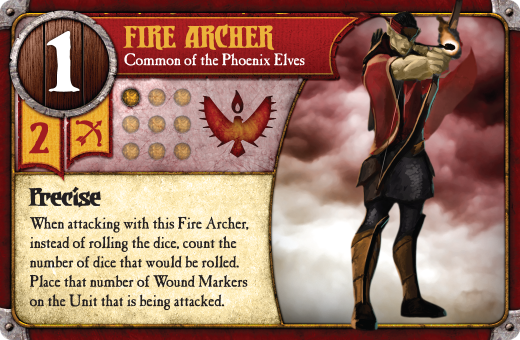 1
FIRE ARCHER
Common of the Phoenix Elves
2
Precise
When attacking with this Fire Archer,
instead of rolling the dice, count the
number of dice that would be rolled.
Place that number of Wound Markers
on the Unit that is being attacked.